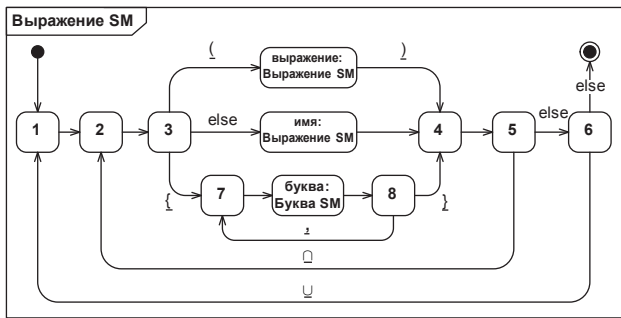 Выражение SM
(
выражение:
Выражение SM
)
else
1
2
3
else
имя:
Выражение SM
4
5
else
6
{
7
буква:
Буква SM
8
}
,
∩
∪